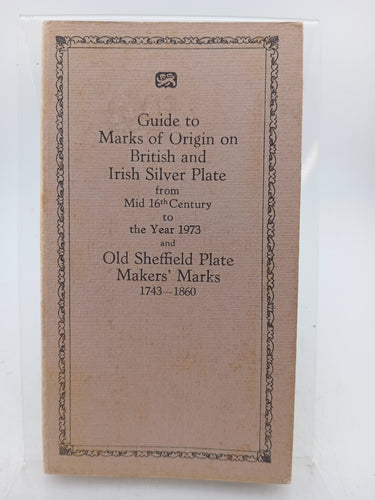 Guide to
Marks of Origin on
British and
Irish Silver Plate
from
Mid 16th Century
to
the Year 1973
and
Old Sheffield Plate
Makers' Marks
1743—1860